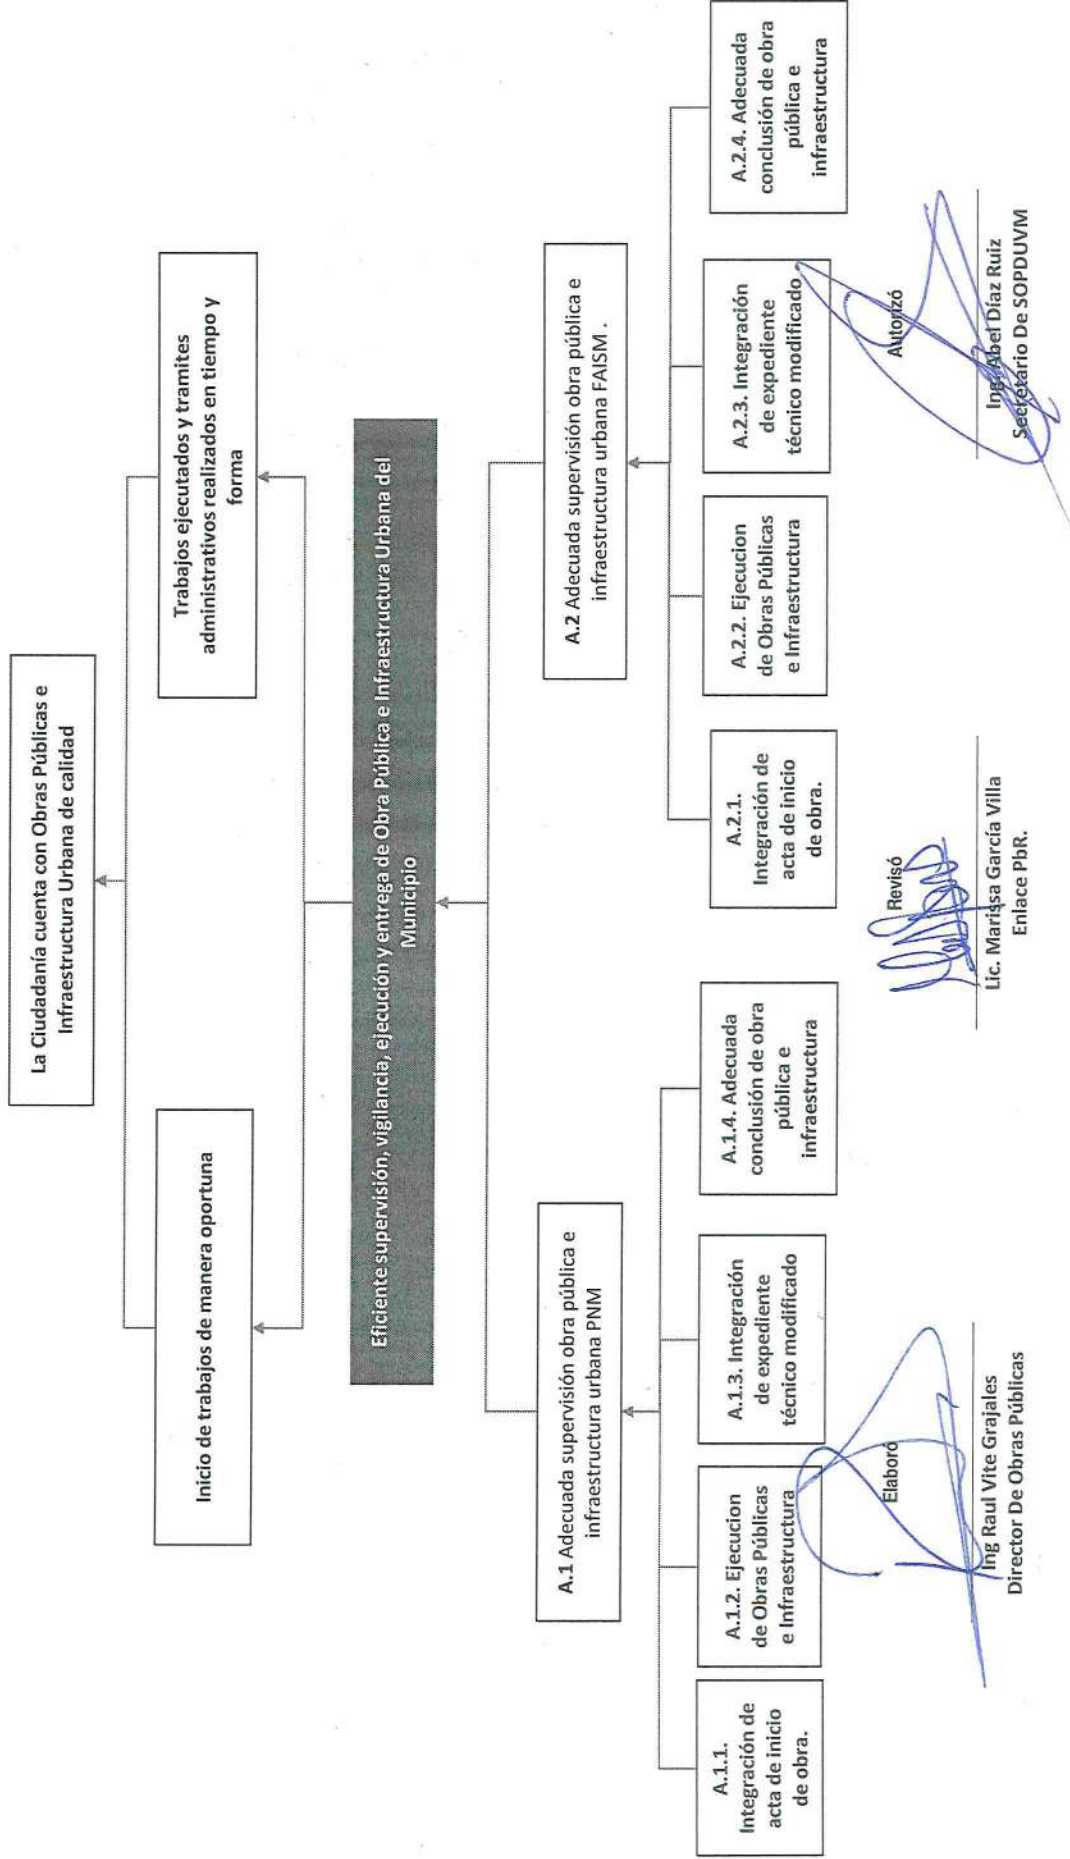 La Ciudadanía cuenta con Obras Públicas e
Infraestructura Urbana de calidad
Inicio de trabajos de manera oportuna
Trabajos ejecutados y tramites
administrativos realizados en tiempo y
forma
Eficiente supervisión, vigilancia, ejecución y entrega de Obra Pública e Infraestructura Urbana del
Municipio
A.1 Adecuada supervisión obra pública e
infraestructura urbana PNM
A.2 Adecuada supervisión obra pública e
infraestructura urbana FAISM .
A.1.1.
Integración de
acta de inicio
de obra.
A.1.2. Ejecucion
de Obras Públicas
e Infraestructura
A.1.3. Integración
de expediente
técnico modificado
A.1.4. Adecuada
conclusión de obra
pública e
infraestructura
A.2.1.
Integración de
acta de inicio
de obra.
A.2.2. Ejecucion
de Obras Públicas
e Infraestructura
A.2.3. Integración
de expediente
técnico modificado
A.2.4. Adecuada
conclusión de obra
pública e
infraestructura
Elaboró
Ing Raul Vite Grajales
Director De Obras Públicas
Revisó
Lic. Marissa García Villa
Enlace PbR.
Autorizó
Ing. Abel Díaz Ruiz
Secretario De SOPDUVM